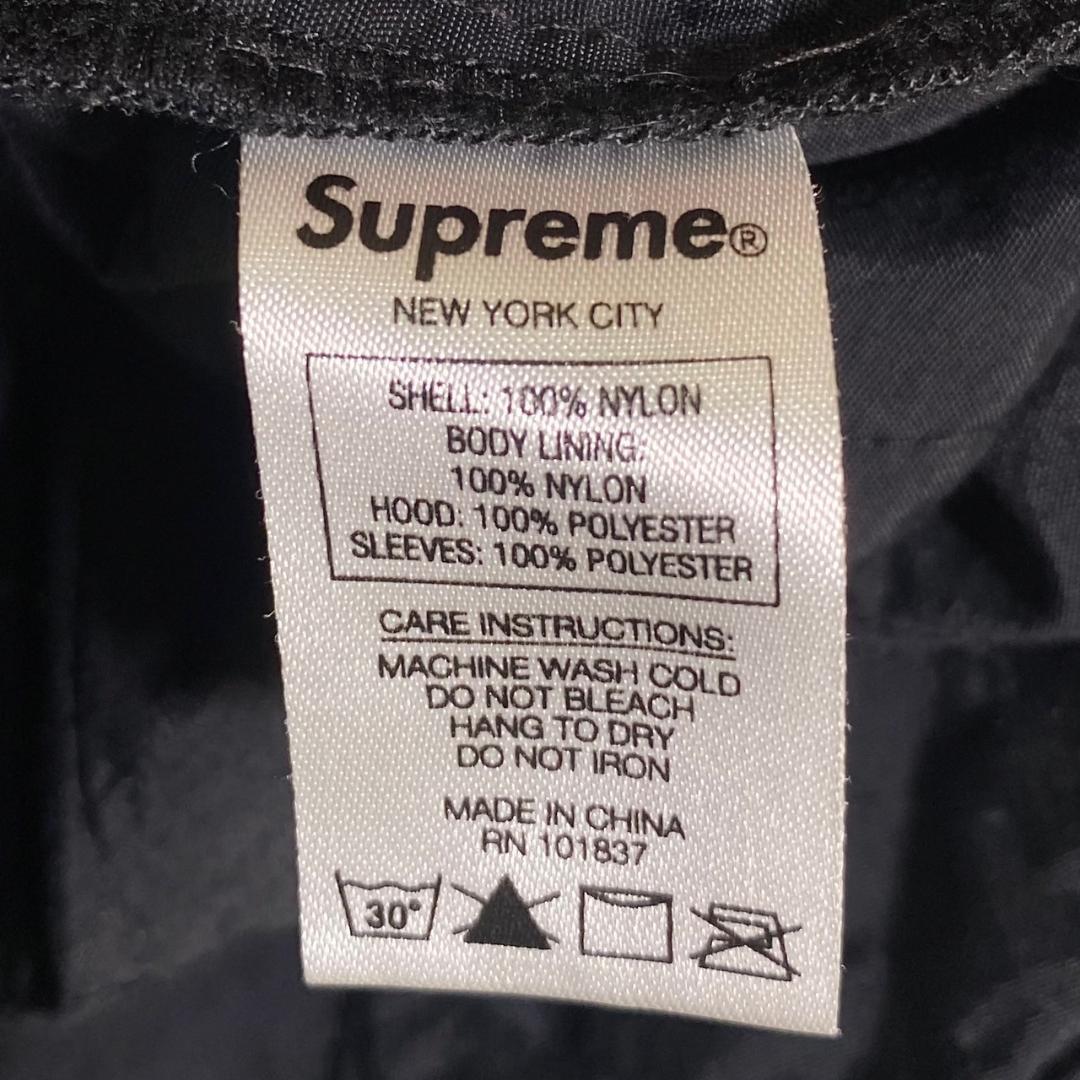 Supreme®
NEW YORK CITY
SHELL: 100% NYLON
BODY LINING:
100% NYLON
HOOD: 100% POLYESTER
SLEEVES: 100% POLYESTER
CARE INSTRUCTIONS:
MACHINE WASH COLD
DO NOT BLEACH
HANG TO DRY
DO NOT IRON
MADE IN CHINA
RN 101837
30°